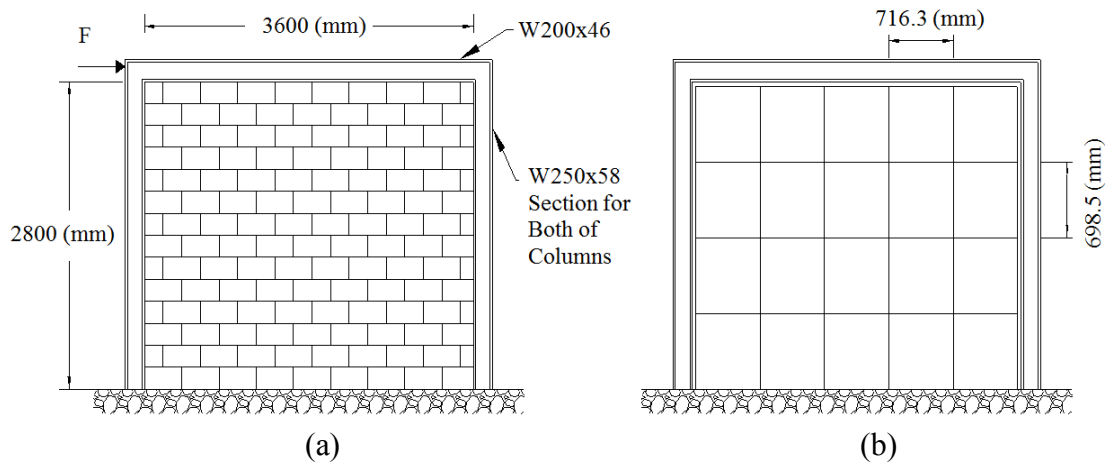 3600 (mm)
W200x46
F
2800 (mm)
W250x58
Section for
Both of
Columns
(a)
716.3 (mm)
698.5 (mm)
(b)